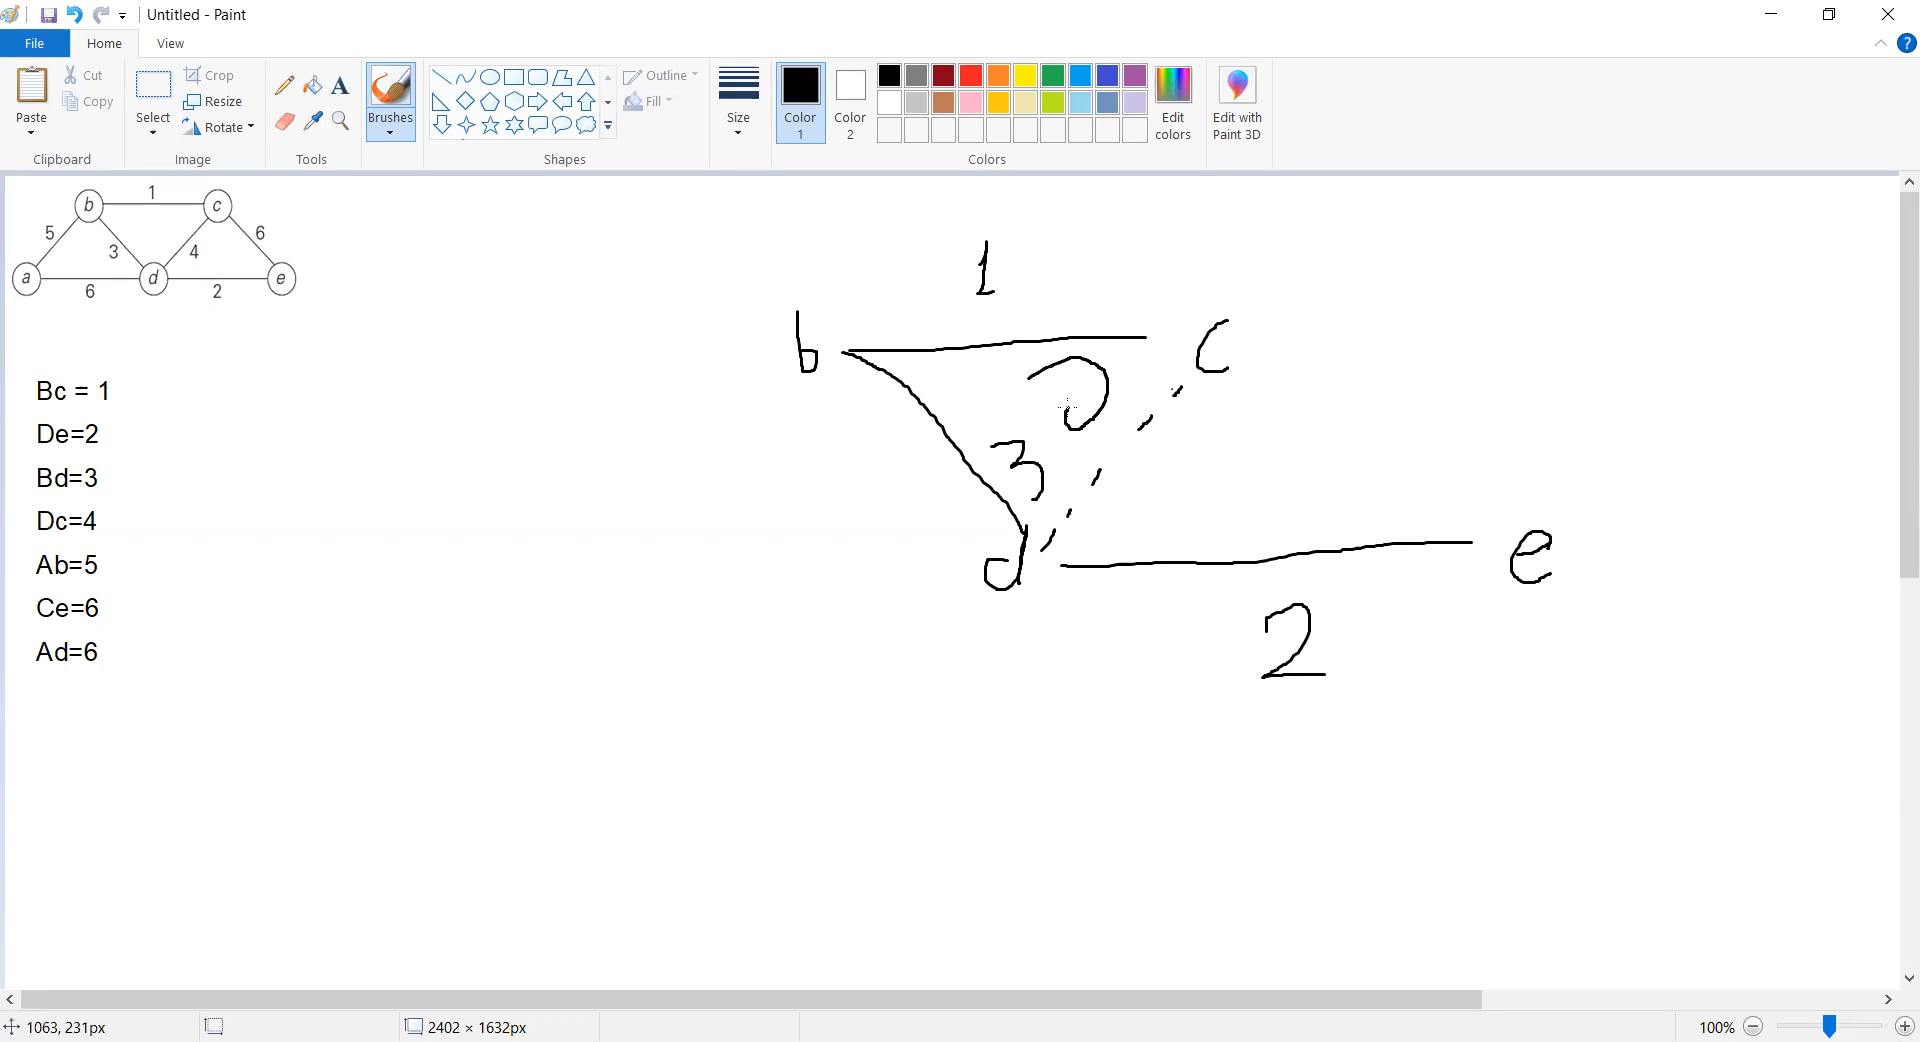 Untitled - Paint
File Home View
Paste
Cut
Copy
Clipboard
Select
Crop
Resize
Rotate
Image
A
Tools
Brushes
Shapes
Outline
Fill
Size
Color 1
Color 2
Colors
Edit colors
Edit with Paint 3D
?
1
b c
5 3 4 6
a d e
6 2
Bc = 1
De=2
Bd=3
Dc=4
Ab=5
Ce=6
Ad=6
1
b c
3
d e
2
1063, 231px
2402 × 1632px
100%